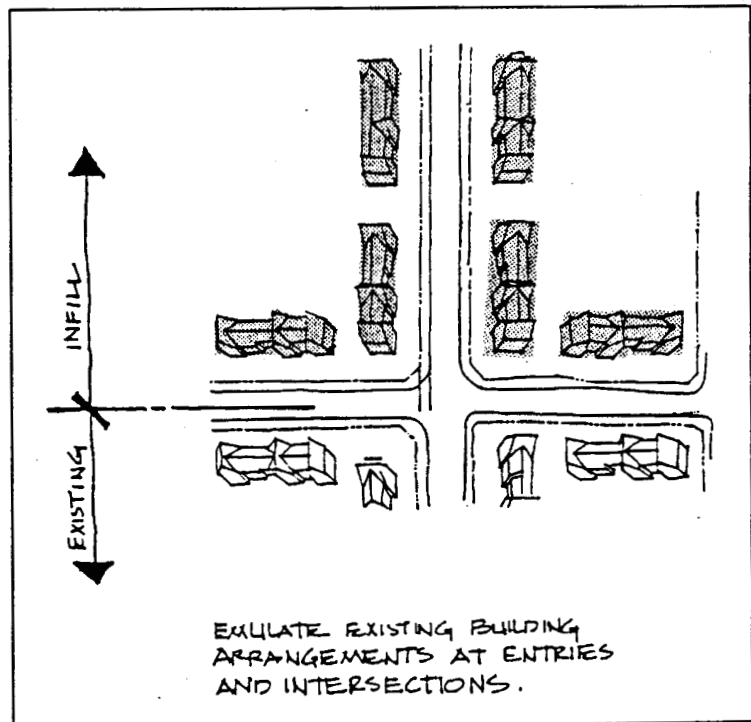 INFILL
EXISTING
EMULATE EXISTING BUILDING
ARRANGEMENTS AT ENTRIES
AND INTERSECTIONS.